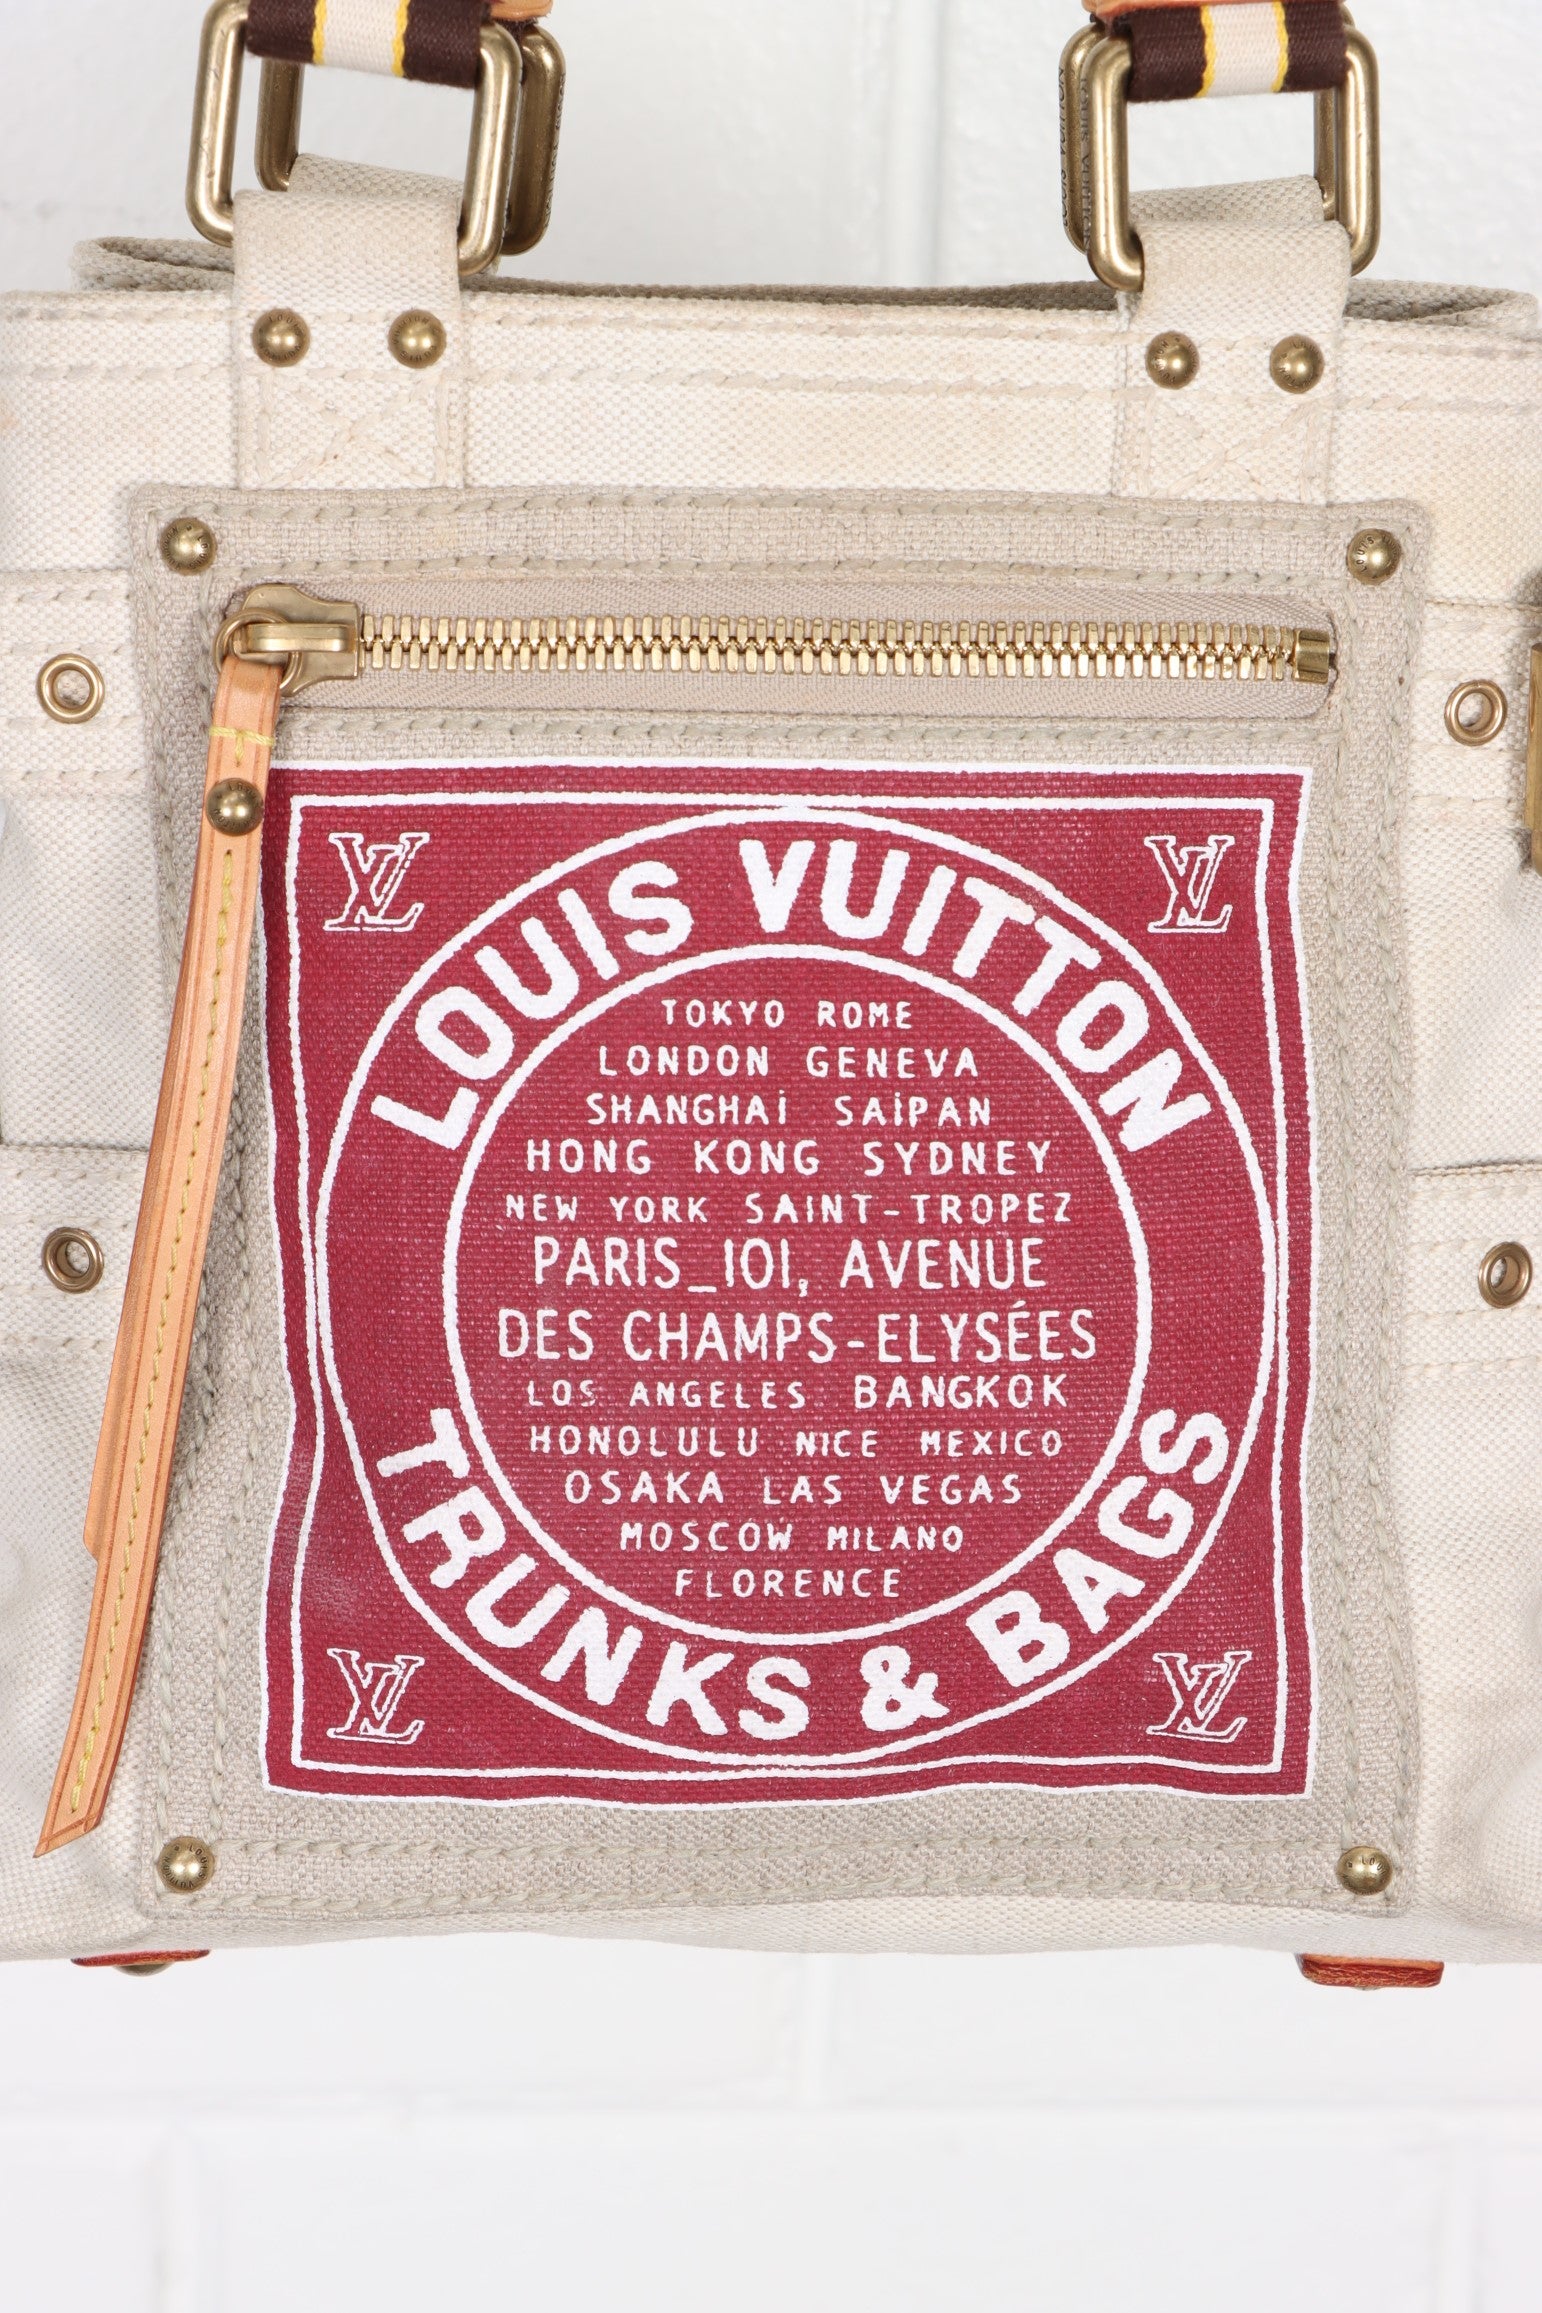 LV LV
LOUIS VUITTON
TOKYO ROME
LONDON GENEVA
SHANGHAi SAiPAN
HONG KONG SYDNEY
NEW YORK SAINT-TROPEZ
PARIS_101, AVENUE
DES CHAMPS-ELYSÉES
LOS ANGELES BANGKOK
HONOLULU NICE MEXICO
OSAKA LAS VEGAS
MOSCOW MILANO
FLORENCE
TRUNKS & BAGS
LV LV